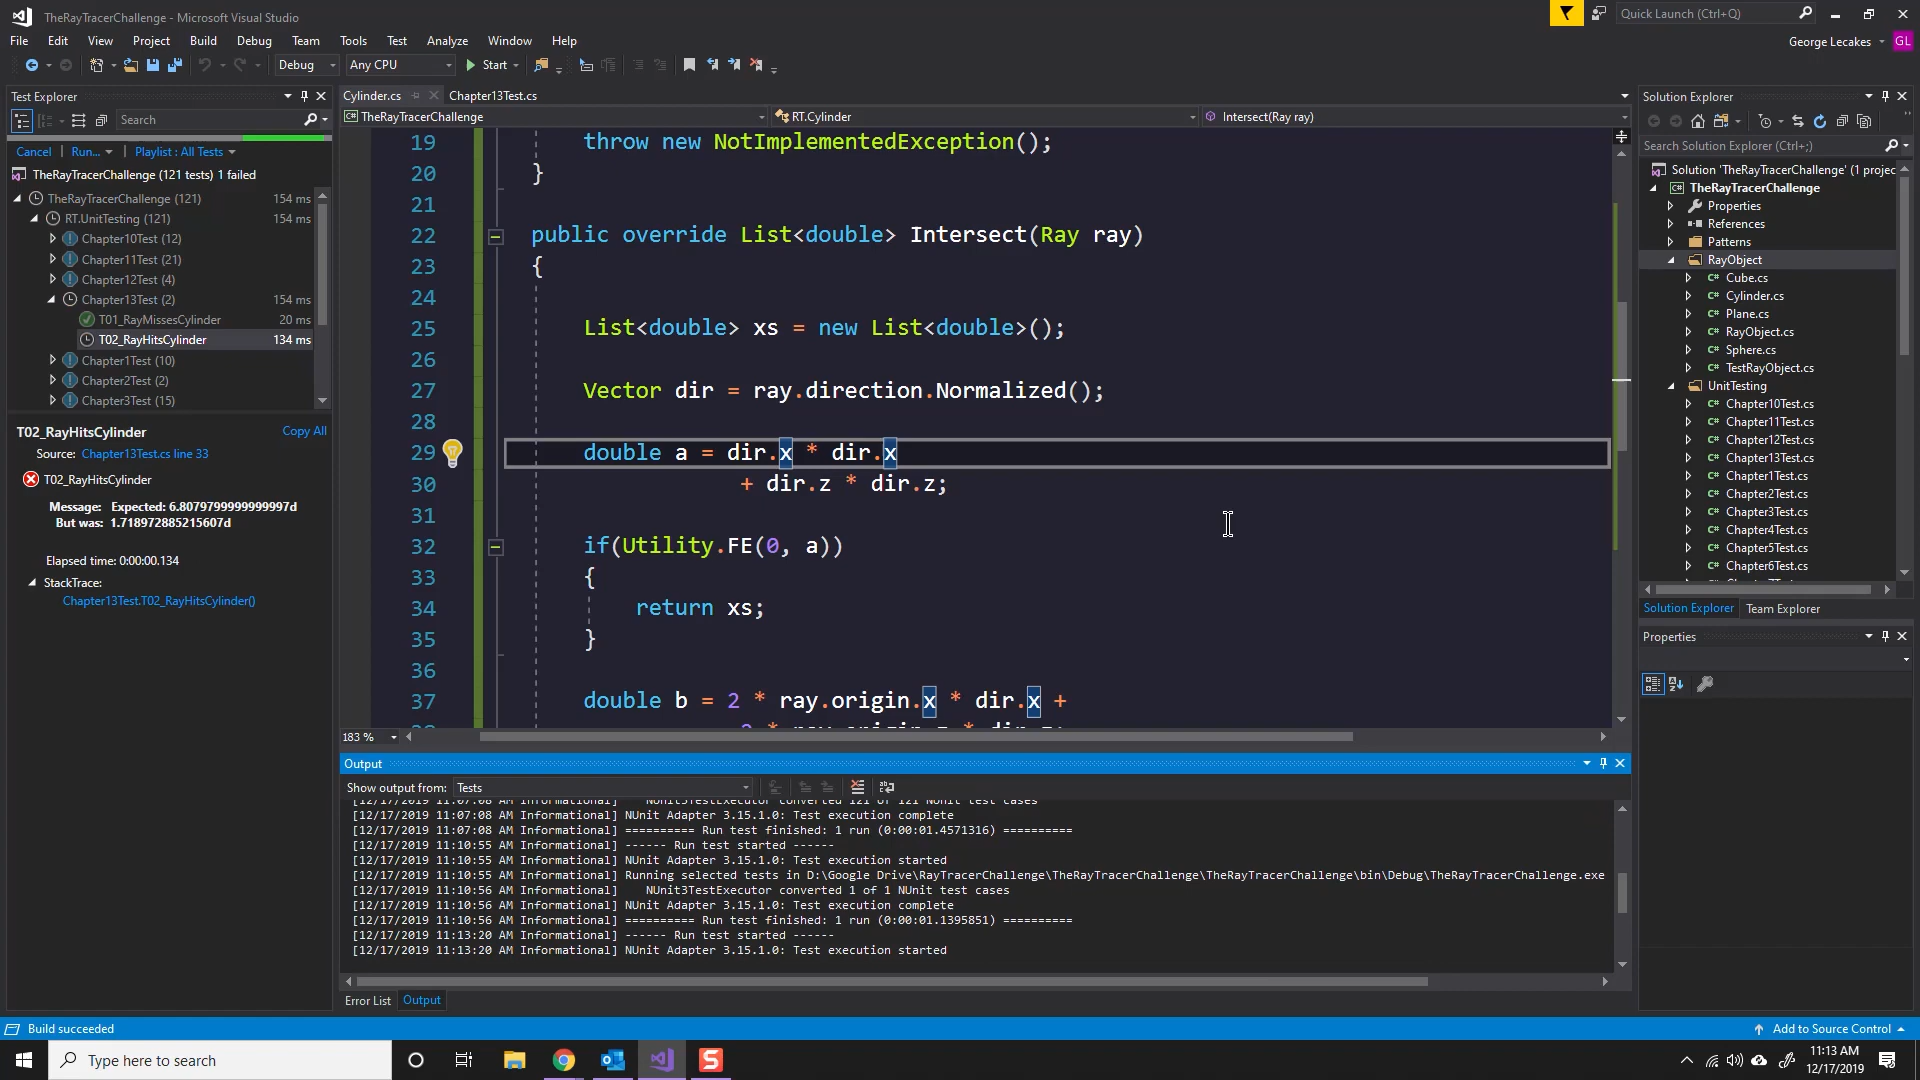 TheRayTracerChallenge - Microsoft Visual Studio
Quick Launch (Ctrl+Q)
File Edit View Project Build Debug Team Tools Test Analyze Window Help
George Lecakes GL
Debug Any CPU Start
Test Explorer
Search
Cancel | Run... | Playlist : All Tests
TheRayTracerChallenge (121 tests) 1 failed
TheRayTracerChallenge (121) 154 ms
RT.UnitTesting (121) 154 ms
Chapter10Test (12)
Chapter11Test (21)
Chapter12Test (4)
Chapter13Test (2) 154 ms
T01_RayMissesCylinder 20 ms
T02_RayHitsCylinder 134 ms
Chapter1Test (10)
Chapter2Test (2)
Chapter3Test (15)
T02_RayHitsCylinder Copy All
Source: Chapter13Test.cs line 33
T02_RayHitsCylinder
Message: Expected: 6.8079799999999997d
But was: 1.718972885215607d
Elapsed time: 0:00:00.134
StackTrace:
Chapter13Test.T02_RayHitsCylinder()
Cylinder.cs Chapter13Test.cs
TheRayTracerChallenge RT.Cylinder Intersect(Ray ray)
19 throw new NotImplementedException();
20 }
21
22 public override List<double> Intersect(Ray ray)
23 {
24
25 List<double> xs = new List<double>();
26
27 Vector dir = ray.direction.Normalized();
28
29 double a = dir.x * dir.x
30 + dir.z * dir.z;
31
32 if(Utility.FE(0, a))
33 {
34 return xs;
35 }
36
37 double b = 2 * ray.origin.x * dir.x +
183 %
Output
Show output from: Tests
[12/17/2019 11:07:08 AM Informational] NUnit3TestExecutor converted 121 of 121 NUnit test cases
[12/17/2019 11:07:08 AM Informational] NUnit Adapter 3.15.1.0: Test execution complete
[12/17/2019 11:07:08 AM Informational] ========== Run test finished: 1 run (0:00:01.4571316) ==========
[12/17/2019 11:10:55 AM Informational] ------ Run test started ------
[12/17/2019 11:10:55 AM Informational] NUnit Adapter 3.15.1.0: Test execution started
[12/17/2019 11:10:55 AM Informational] Running selected tests in D:\Google Drive\RayTracerChallenge\TheRayTracerChallenge\TheRayTracerChallenge\bin\Debug\TheRayTracerChallenge.exe
[12/17/2019 11:10:56 AM Informational] NUnit3TestExecutor converted 1 of 1 NUnit test cases
[12/17/2019 11:10:56 AM Informational] NUnit Adapter 3.15.1.0: Test execution complete
[12/17/2019 11:10:56 AM Informational] ========== Run test finished: 1 run (0:00:01.1395851) ==========
[12/17/2019 11:13:20 AM Informational] ------ Run test started ------
[12/17/2019 11:13:20 AM Informational] NUnit Adapter 3.15.1.0: Test execution started
Error List Output
Solution Explorer
Search Solution Explorer (Ctrl+;)
Solution 'TheRayTracerChallenge' (1 projec
TheRayTracerChallenge
Properties
References
Patterns
RayObject
Cube.cs
Cylinder.cs
Plane.cs
RayObject.cs
Sphere.cs
TestRayObject.cs
UnitTesting
Chapter10Test.cs
Chapter11Test.cs
Chapter12Test.cs
Chapter13Test.cs
Chapter1Test.cs
Chapter2Test.cs
Chapter3Test.cs
Chapter4Test.cs
Chapter5Test.cs
Chapter6Test.cs
Solution Explorer Team Explorer
Properties
Build succeeded
Add to Source Control
Type here to search
11:13 AM
12/17/2019